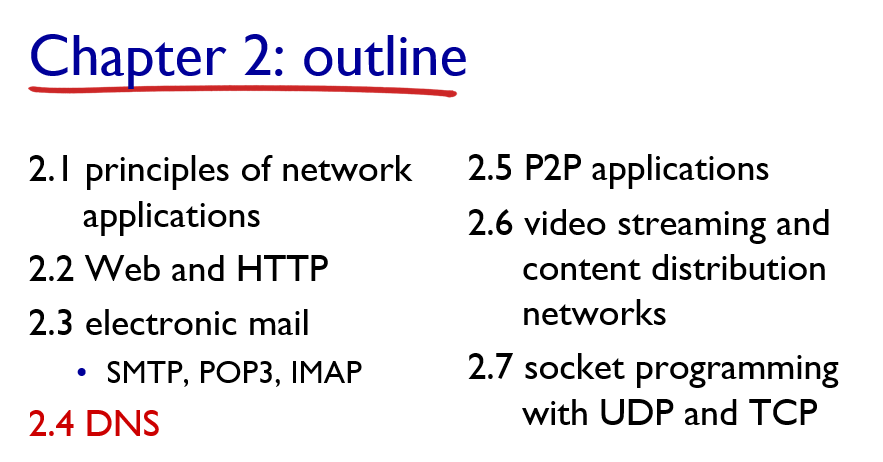 Chapter 2: outline
2.1 principles of network
applications
2.2 Web and HTTP
2.3 electronic mail
• SMTP, POP3, IMAP
2.4 DNS
2.5 P2P applications
2.6 video streaming and
content distribution
networks
2.7 socket programming
with UDP and TCP